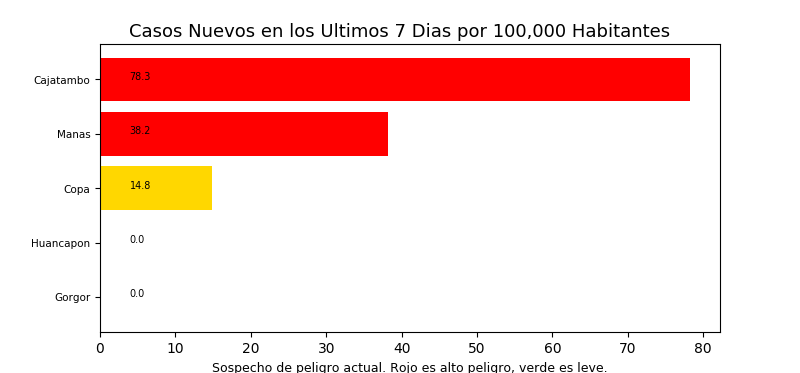 Casos Nuevos en los Ultimos 7 Dias por 100,000 Habitantes
Cajatambo 78.3
Manas 38.2
Copa 14.8
Huancapon 0.0
Gorgor 0.0
0 10 20 30 40 50 60 70 80
Sospecho de peligro actual. Rojo es alto peligro, verde es leve.